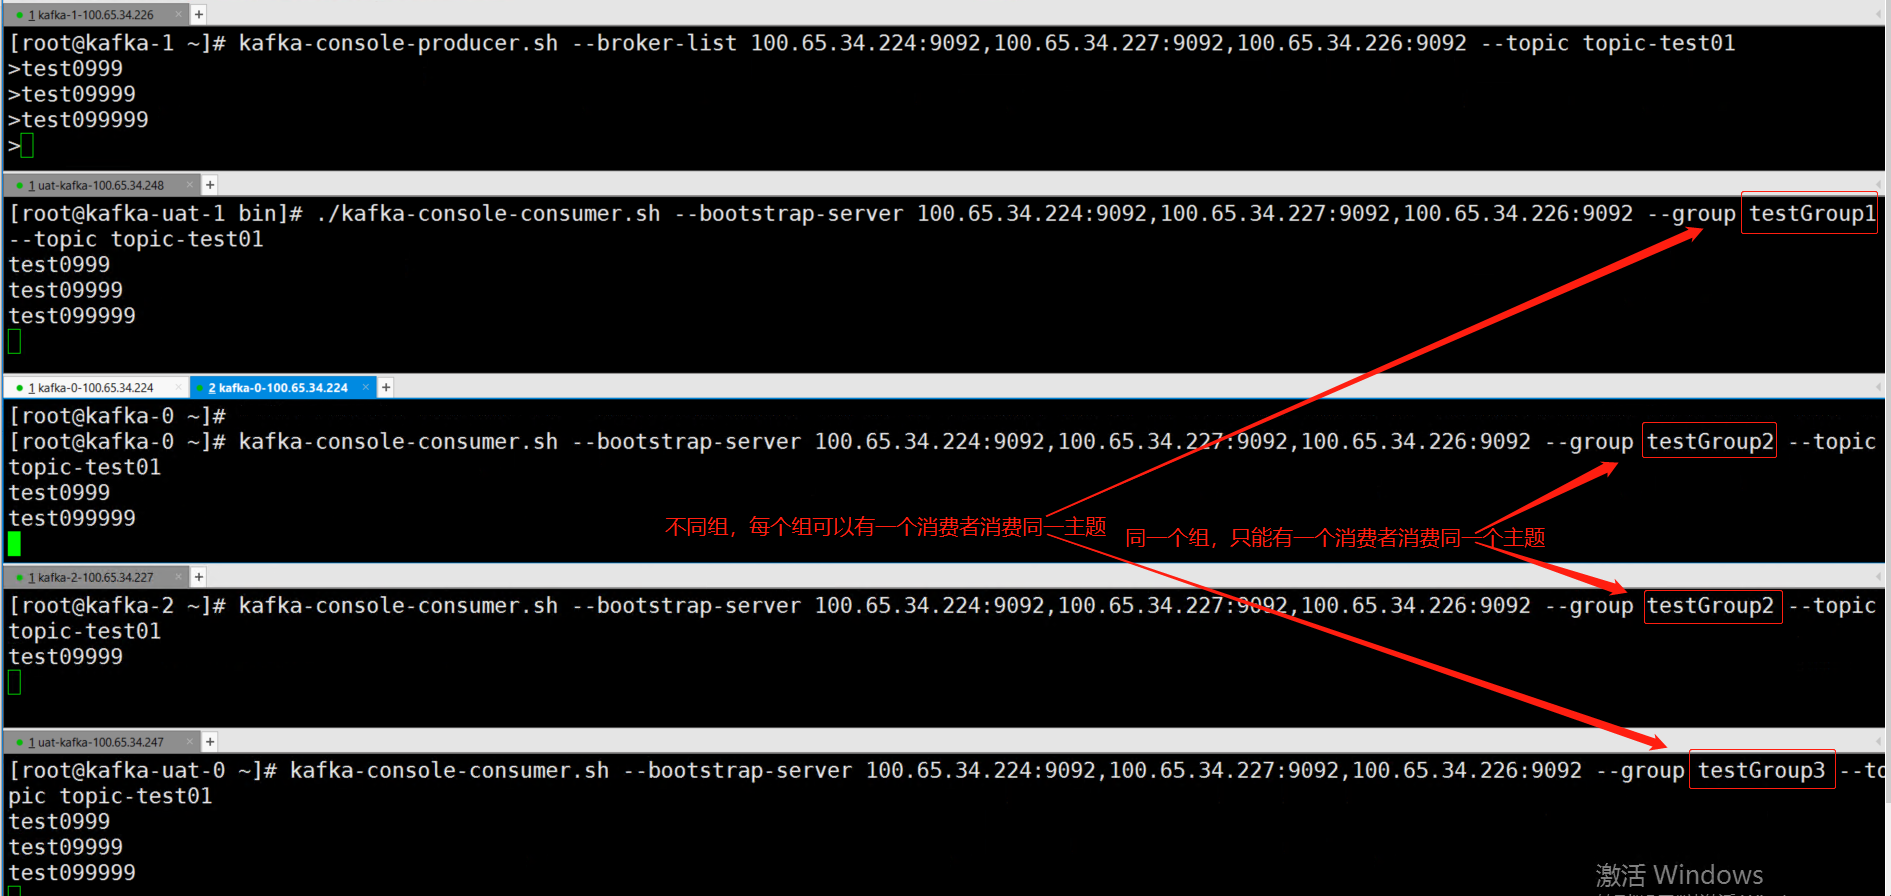 1 kafka-1-100.65.34.226 × +
[root@kafka-1 ~]# kafka-console-producer.sh --broker-list 100.65.34.224:9092,100.65.34.227:9092,100.65.34.226:9092 --topic topic-test01
>test0999
>test09999
>test099999
>
1 uat-kafka-100.65.34.248 × +
[root@kafka-uat-1 bin]# ./kafka-console-consumer.sh --bootstrap-server 100.65.34.224:9092,100.65.34.227:9092,100.65.34.226:9092 --group testGroup1
--topic topic-test01
test0999
test09999
test099999
1 kafka-0-100.65.34.224 × 2 kafka-0-100.65.34.224 × +
[root@kafka-0 ~]#
[root@kafka-0 ~]# kafka-console-consumer.sh --bootstrap-server 100.65.34.224:9092,100.65.34.227:9092,100.65.34.226:9092 --group testGroup2 --topic
topic-test01
test0999
test099999
不同组，每个组可以有一个消费者消费同一主题
同一个组，只能有一个消费者消费同一个主题
1 kafka-2-100.65.34.227 × +
[root@kafka-2 ~]# kafka-console-consumer.sh --bootstrap-server 100.65.34.224:9092,100.65.34.227:9092,100.65.34.226:9092 --group testGroup2 --topic
topic-test01
test09999
1 uat-kafka-100.65.34.247 × +
[root@kafka-uat-0 ~]# kafka-console-consumer.sh --bootstrap-server 100.65.34.224:9092,100.65.34.227:9092,100.65.34.226:9092 --group testGroup3 --to
pic topic-test01
test0999
test09999
test099999
激活 Windows